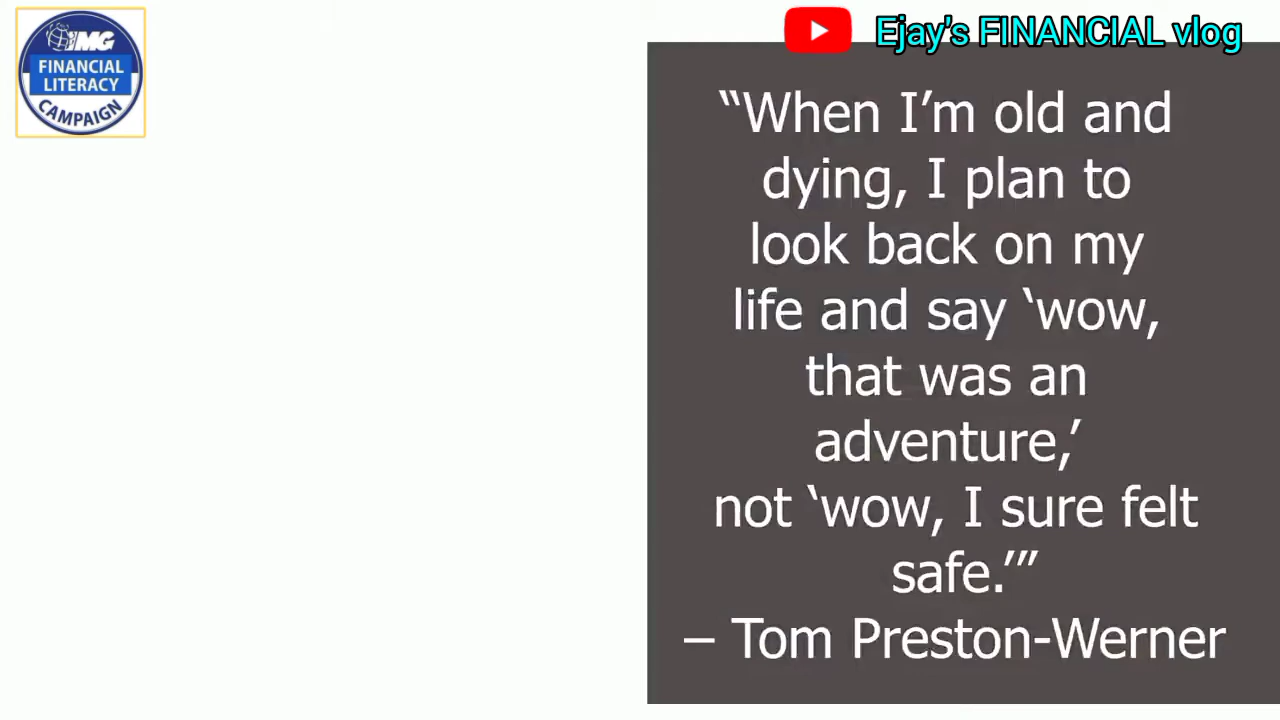 IMG
FINANCIAL
LITERACY
CAMPAIGN
Ejay's FINANCIAL vlog
“When I’m old and
dying, I plan to
look back on my
life and say ‘wow,
that was an
adventure,’
not ‘wow, I sure felt
safe.’”
– Tom Preston-Werner